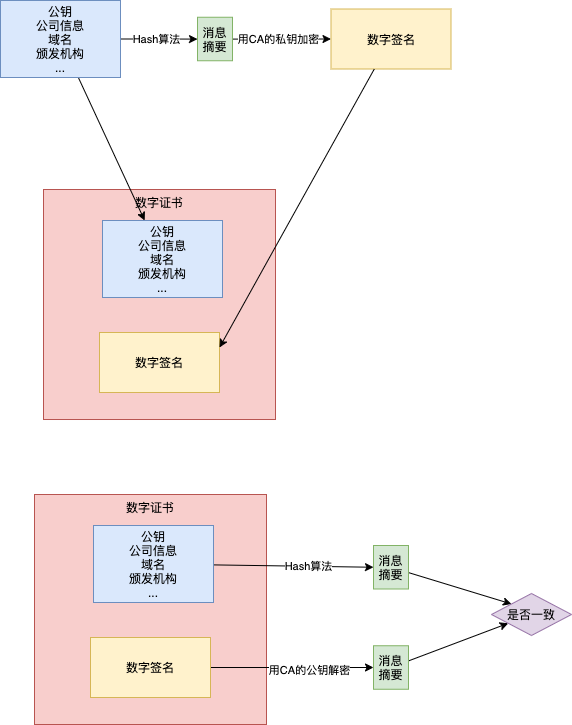 公钥
公司信息
域名
颁发机构
...
Hash算法
消息
摘要
用CA的私钥加密
数字签名
数字证书
公钥
公司信息
域名
颁发机构
...
数字签名
数字证书
公钥
公司信息
域名
颁发机构
...
Hash算法
消息
摘要
是否一致
数字签名
用CA的公钥解密
消息
摘要